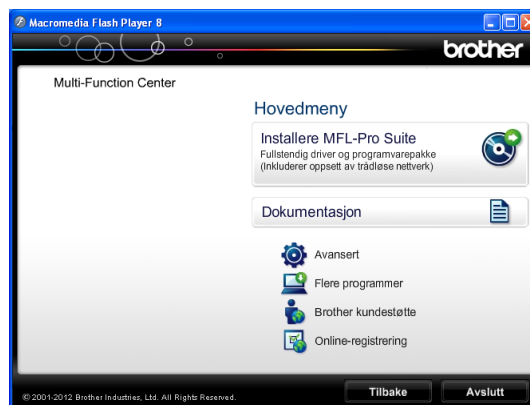 Macromedia Flash Player 8
brother
Multi-Function Center
Hovedmeny
Installere MFL-Pro Suite
Fullstendig driver og programvarepakke
(Inkluderer oppsett av trådløse nettverk)
Dokumentasjon
Avansert
Flere programmer
Brother kundestøtte
Online-registrering
© 2001-2012 Brother Industries, Ltd. All Rights Reserved.
Tilbake
Avslutt